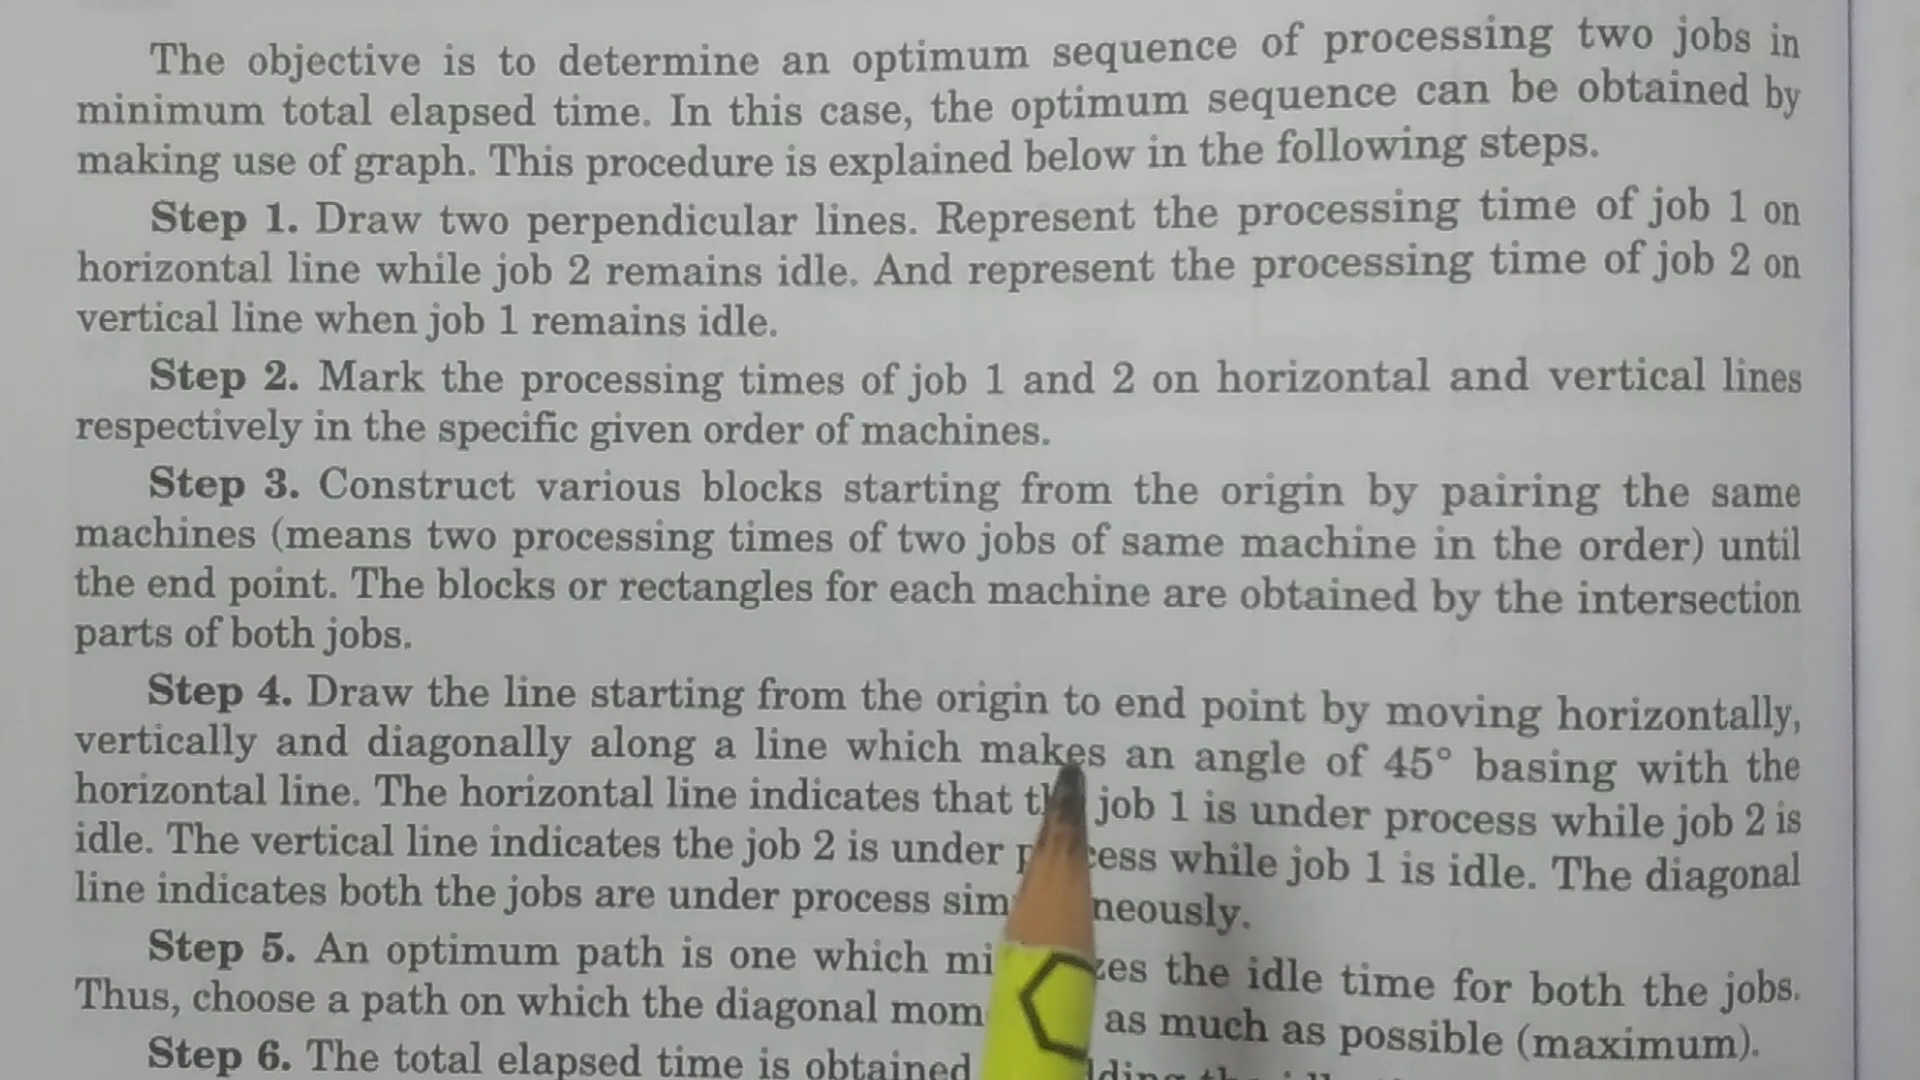 The objective is to determine an optimum sequence of processing two jobs in
minimum total elapsed time. In this case, the optimum sequence can be obtained by
making use of graph. This procedure is explained below in the following steps.
Step 1. Draw two perpendicular lines. Represent the processing time of job 1 on
horizontal line while job 2 remains idle. And represent the processing time of job 2 on
vertical line when job 1 remains idle.
Step 2. Mark the processing times of job 1 and 2 on horizontal and vertical lines
respectively in the specific given order of machines.
Step 3. Construct various blocks starting from the origin by pairing the same
machines (means two processing times of two jobs of same machine in the order) until
the end point. The blocks or rectangles for each machine are obtained by the intersection
parts of both jobs.
Step 4. Draw the line starting from the origin to end point by moving horizontally,
vertically and diagonally along a line which makes an angle of 45° basing with the
horizontal line. The horizontal line indicates that job 1 is under process while job 2 is
idle. The vertical line indicates the job 2 is under while job 1 is idle. The diagonal
line indicates both the jobs are under process
Step 5. An optimum path is one which the idle time for both the jobs.
Thus, choose a path on which the diagonal as much as possible (maximum).
Step 6. The total elapsed time is obtained